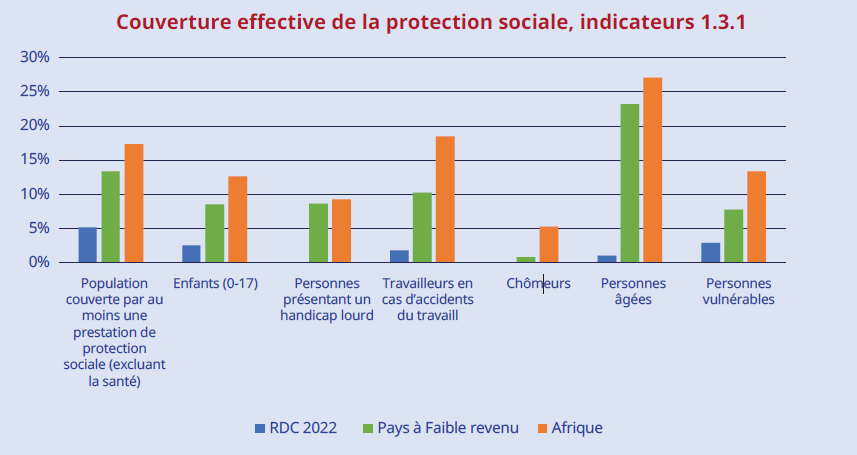 Couverture effective de la protection sociale, indicateurs 1.3.1
30%
25%
20%
15%
10%
5%
0%
Population
couverte par au
moins une
prestation de
protection
sociale (excluant
la santé)
Enfants (0-17)
Personnes
présentant un
handicap lourd
Travailleurs en
cas d'accidents
du travaill
Chômeurs
Personnes
âgées
Personnes
vulnérables
RDC 2022
Pays à Faible revenu
Afrique